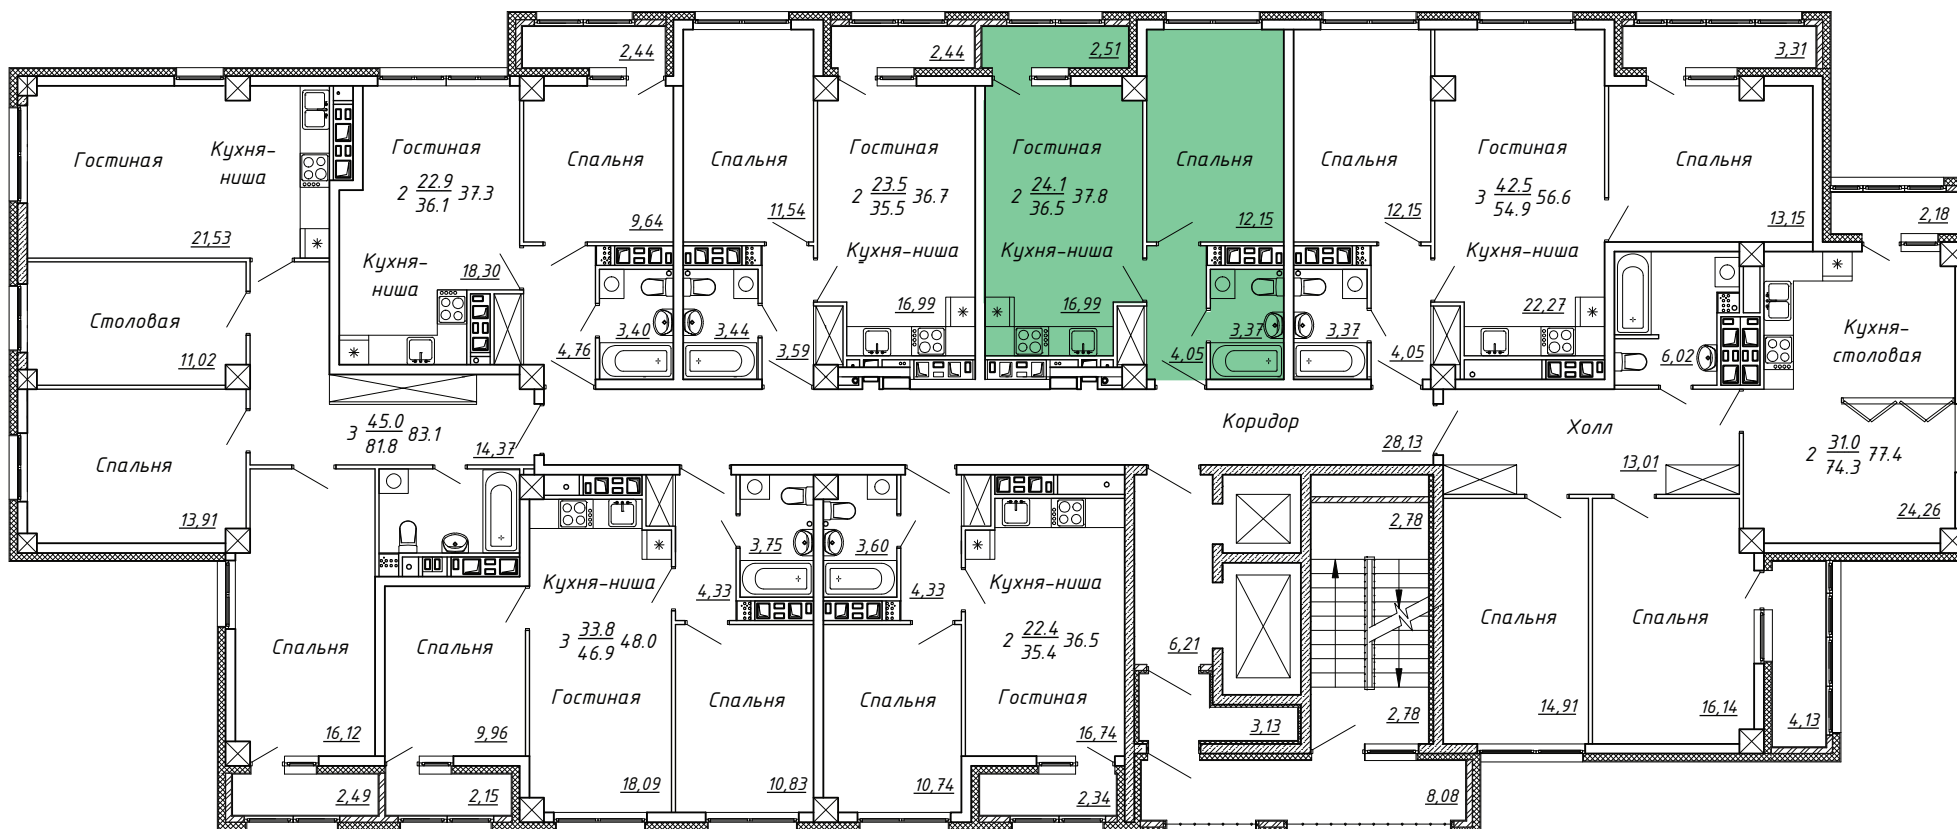 2,44
2,44
2,51
3,31
Гостиная
Кухня-
ниша
21,53
Гостиная
2 22.9 37.3
36.1
Кухня-
ниша
18,30
Спальня
9,64
Спальня
11,54
Гостиная
2 23.5 36.7
35.5
Кухня-ниша
16,99
Гостиная
2 24.1 37.8
36.5
Кухня-ниша
16,99
Спальня
12,15
Спальня
12,15
Гостиная
3 42.5 56.6
54.9
Кухня-ниша
22,27
Спальня
13,15
2,18
Столовая
11,02
4,76
3,40
3,44
3,59
4,05
3,37
3,37
4,05
6,02
Кухня-
столовая
Спальня
13,91
3 45.0 83.1
81.8
14,37
Коридор
28,13
Холл
13,01
2 31.0 77.4
74.3
24,26
Спальня
16,12
Спальня
9,96
Кухня-ниша
3 33.8 48.0
46.9
Гостиная
18,09
4,33
3,75
3,60
4,33
Спальня
10,83
Спальня
10,74
Кухня-ниша
2 22.4 36.5
35.4
Гостиная
16,74
6,21
3,13
2,78
2,78
Спальня
14,91
Спальня
16,14
4,13
2,49
2,15
2,34
8,08